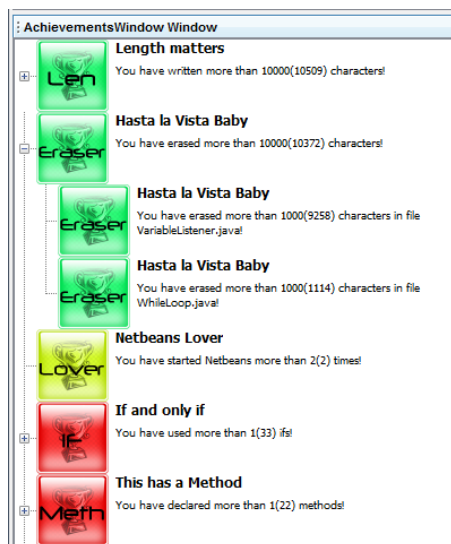 AchievementsWindow Window
Len
Length matters
You have written more than 10000(10509) characters!
Eraser
Hasta la Vista Baby
You have erased more than 10000(10372) characters!
Eraser
Hasta la Vista Baby
You have erased more than 1000(9258) characters in file
VariableListener.java!
Eraser
Hasta la Vista Baby
You have erased more than 1000(1114) characters in file
WhileLoop.java!
Lover
Netbeans Lover
You have started Netbeans more than 2(2) times!
If
If and only if
You have used more than 1(33) ifs!
Meth
This has a Method
You have declared more than 1(22) methods!